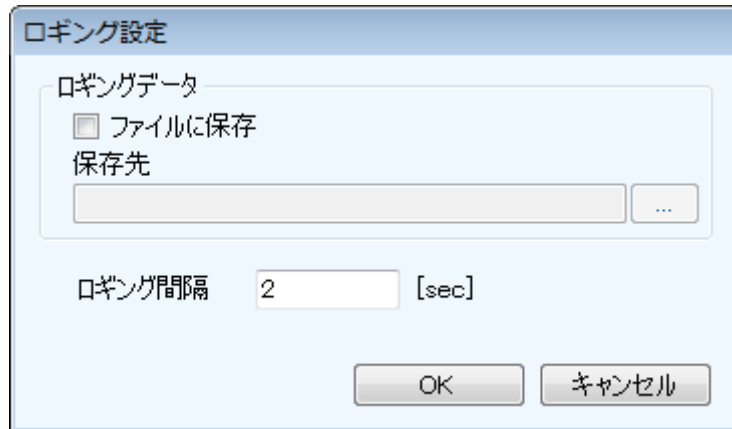 ロギング設定
ロギングデータ
ファイルに保存
保存先
...
ロギング間隔 2 [sec]
OK キャンセル